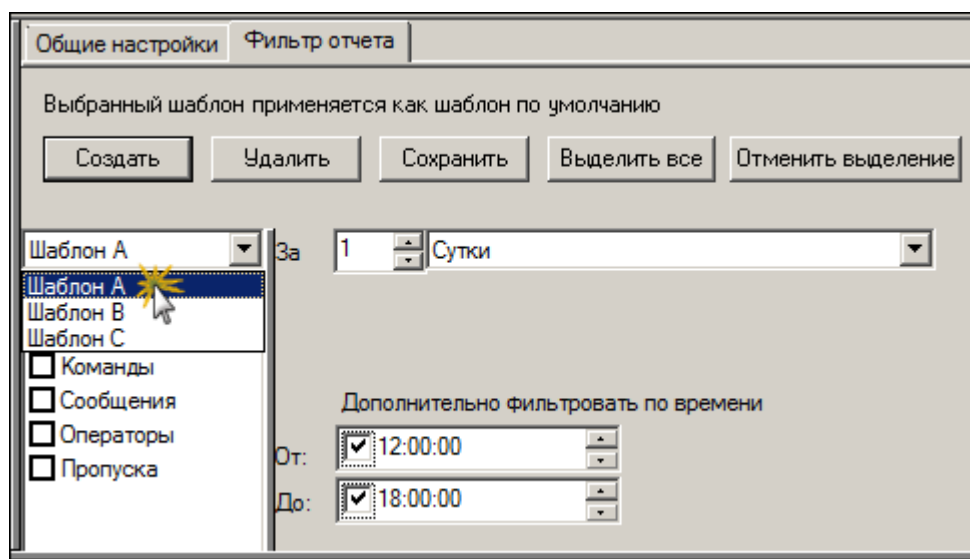 Общие настройки Фильтр отчета
Выбранный шаблон применяется как шаблон по умолчанию
Создать Удалить Сохранить Выделить все Отменить выделение
Шаблон A За 1 Сутки
Шаблон A
Шаблон B
Шаблон C
Команды
Сообщения Дополнительно фильтровать по времени
Операторы От: 12:00:00
Пропуска
До: 18:00:00